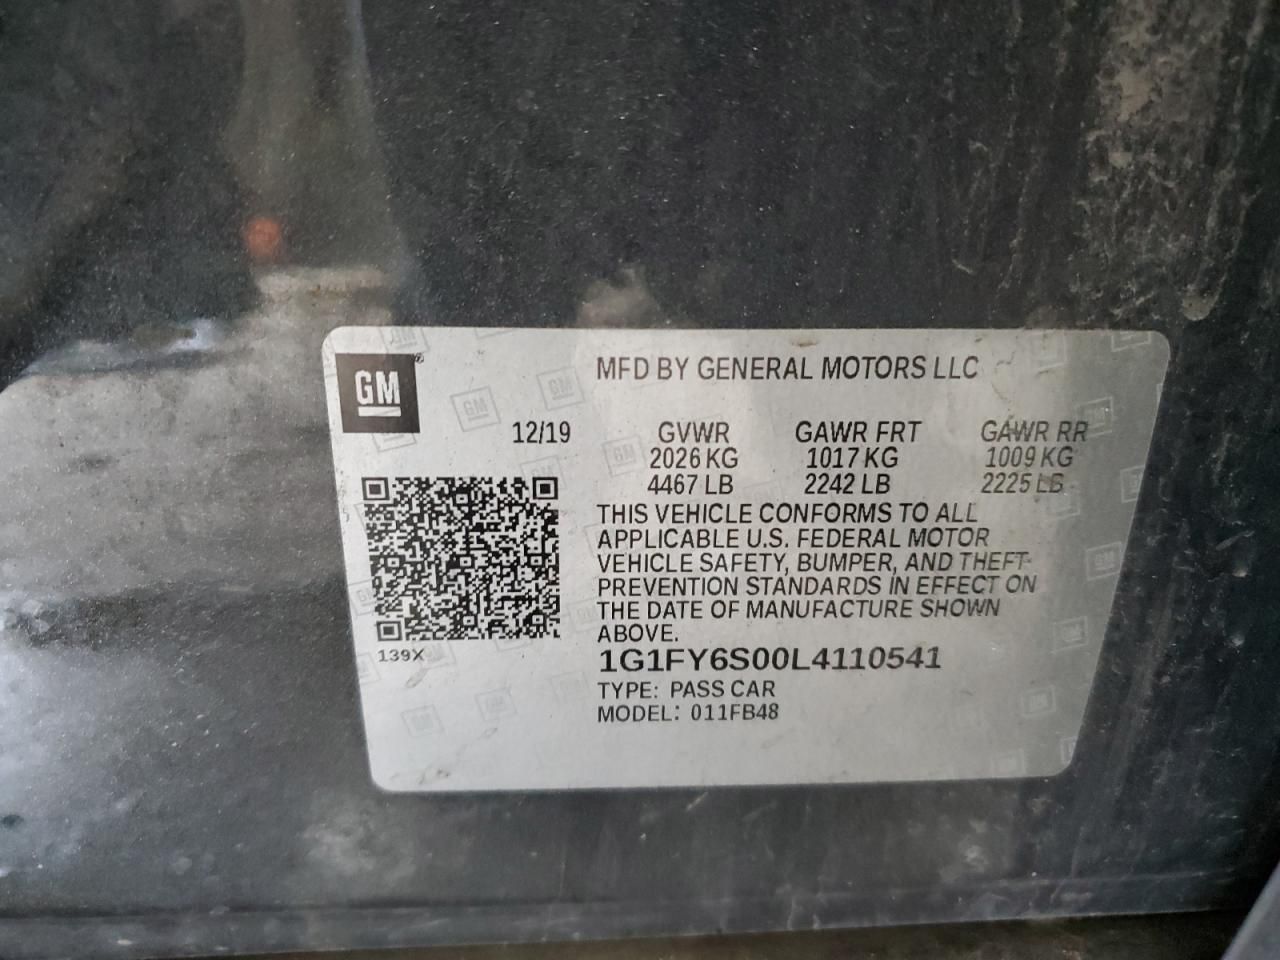 GM
MFD BY GENERAL MOTORS LLC
12/19 GVWR GAWR FRT GAWR RR
2026 KG 1017 KG 1009 KG
4467 LB 2242 LB 2225 LB
THIS VEHICLE CONFORMS TO ALL
APPLICABLE U.S. FEDERAL MOTOR
VEHICLE SAFETY, BUMPER, AND THEFT-
PREVENTION STANDARDS IN EFFECT ON
THE DATE OF MANUFACTURE SHOWN
ABOVE.
139X
1G1FY6S00L4110541
TYPE: PASS CAR
MODEL: 011FB48